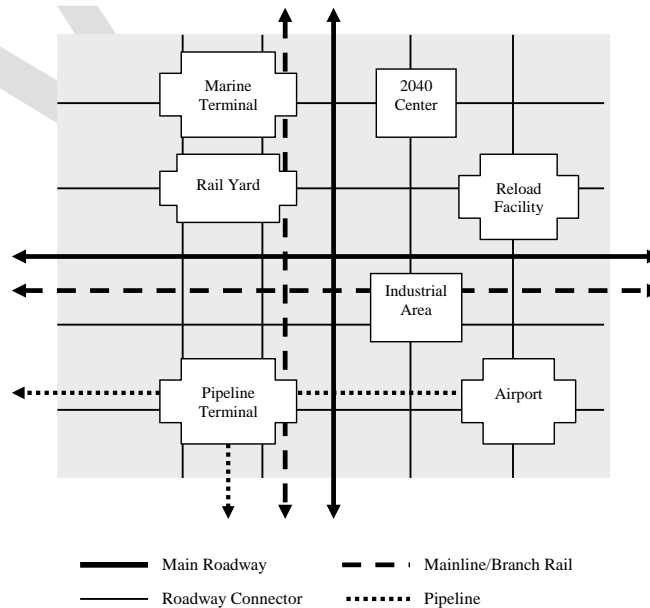 Marine
Terminal
2040
Center
Rail Yard
Reload
Facility
Industrial
Area
Pipeline
Terminal
Airport
Main Roadway
Mainline/Branch Rail
Roadway Connector
Pipeline